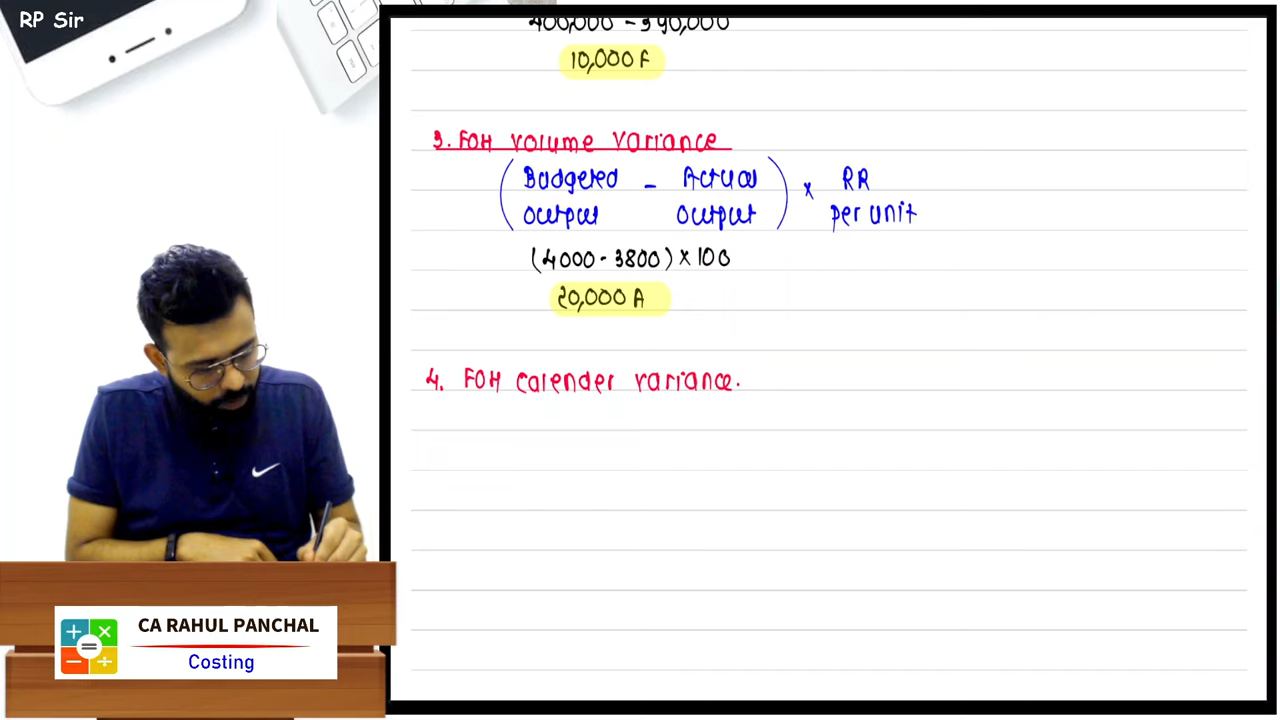 RP Sir
400,000 - 390,000
10,000 F
3. FOH volume variance
( Budgeted output - Actual output ) × RR per unit
(4000 - 3800) × 100
20,000 A
4. FOH calender variance.
CA RAHUL PANCHAL
Costing